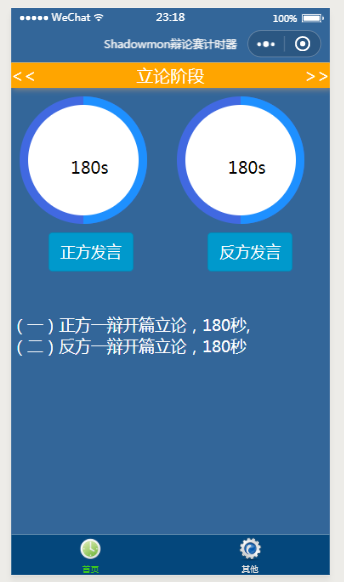 ●●●●● WeChat 23:18 100%
Shadowmon辩论赛计时器
<< 立论阶段 >>
180s 180s
正方发言 反方发言
(一) 正方一辩开篇立论，180秒,
(二) 反方一辩开篇立论，180秒
首页 其他